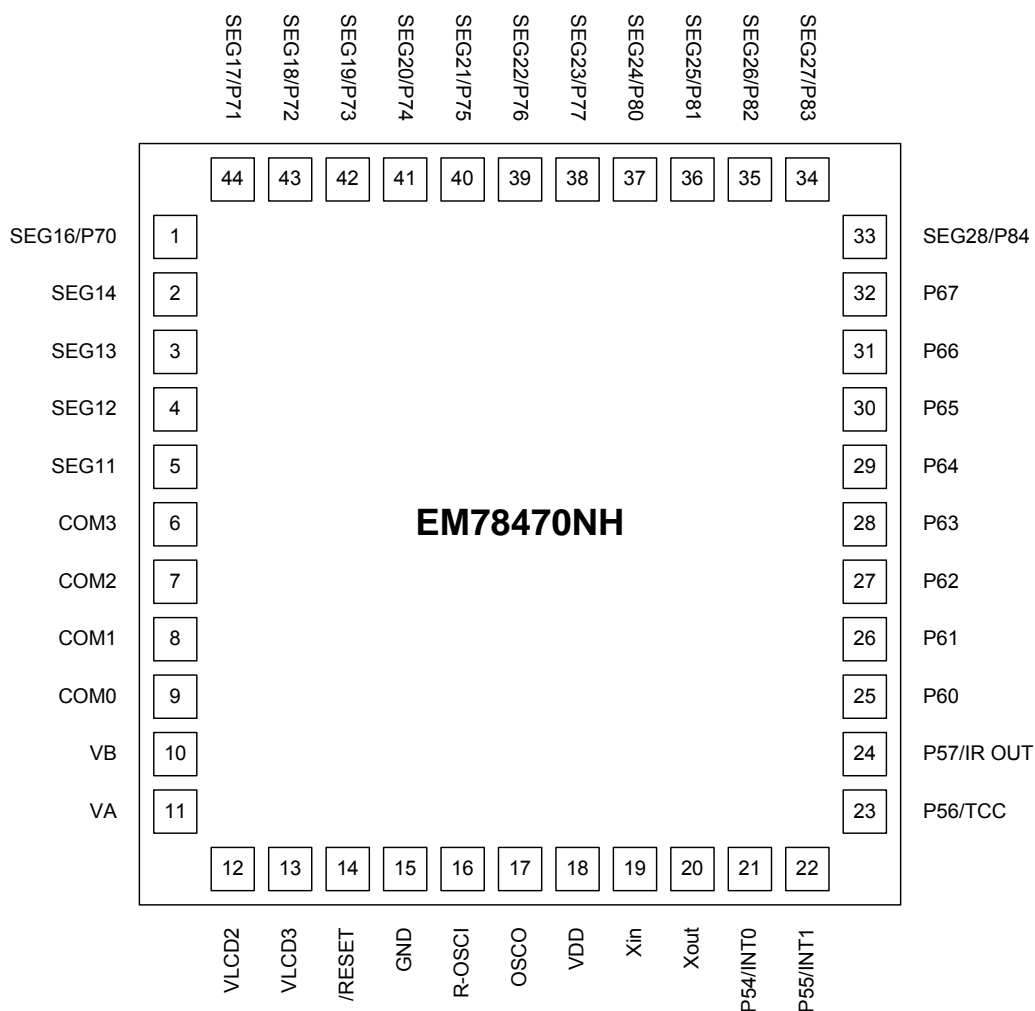 SEG17/P71
SEG18/P72
SEG19/P73
SEG20/P74
SEG21/P75
SEG22/P76
SEG23/P77
SEG24/P80
SEG25/P81
SEG26/P82
SEG27/P83
44 43 42 41 40 39 38 37 36 35 34
SEG16/P70 1 33 SEG28/P84
SEG14 2 32 P67
SEG13 3 31 P66
SEG12 4 30 P65
SEG11 5 29 P64
COM3 6 EM78470NH 28 P63
COM2 7 27 P62
COM1 8 26 P61
COM0 9 25 P60
VB 10 24 P57/IR OUT
VA 11 23 P56/TCC
12 13 14 15 16 17 18 19 20 21 22
VLCD2
VLCD3
/RESET
GND
R-OSCI
OSCO
VDD
Xin
Xout
P54/INT0
P55/INT1